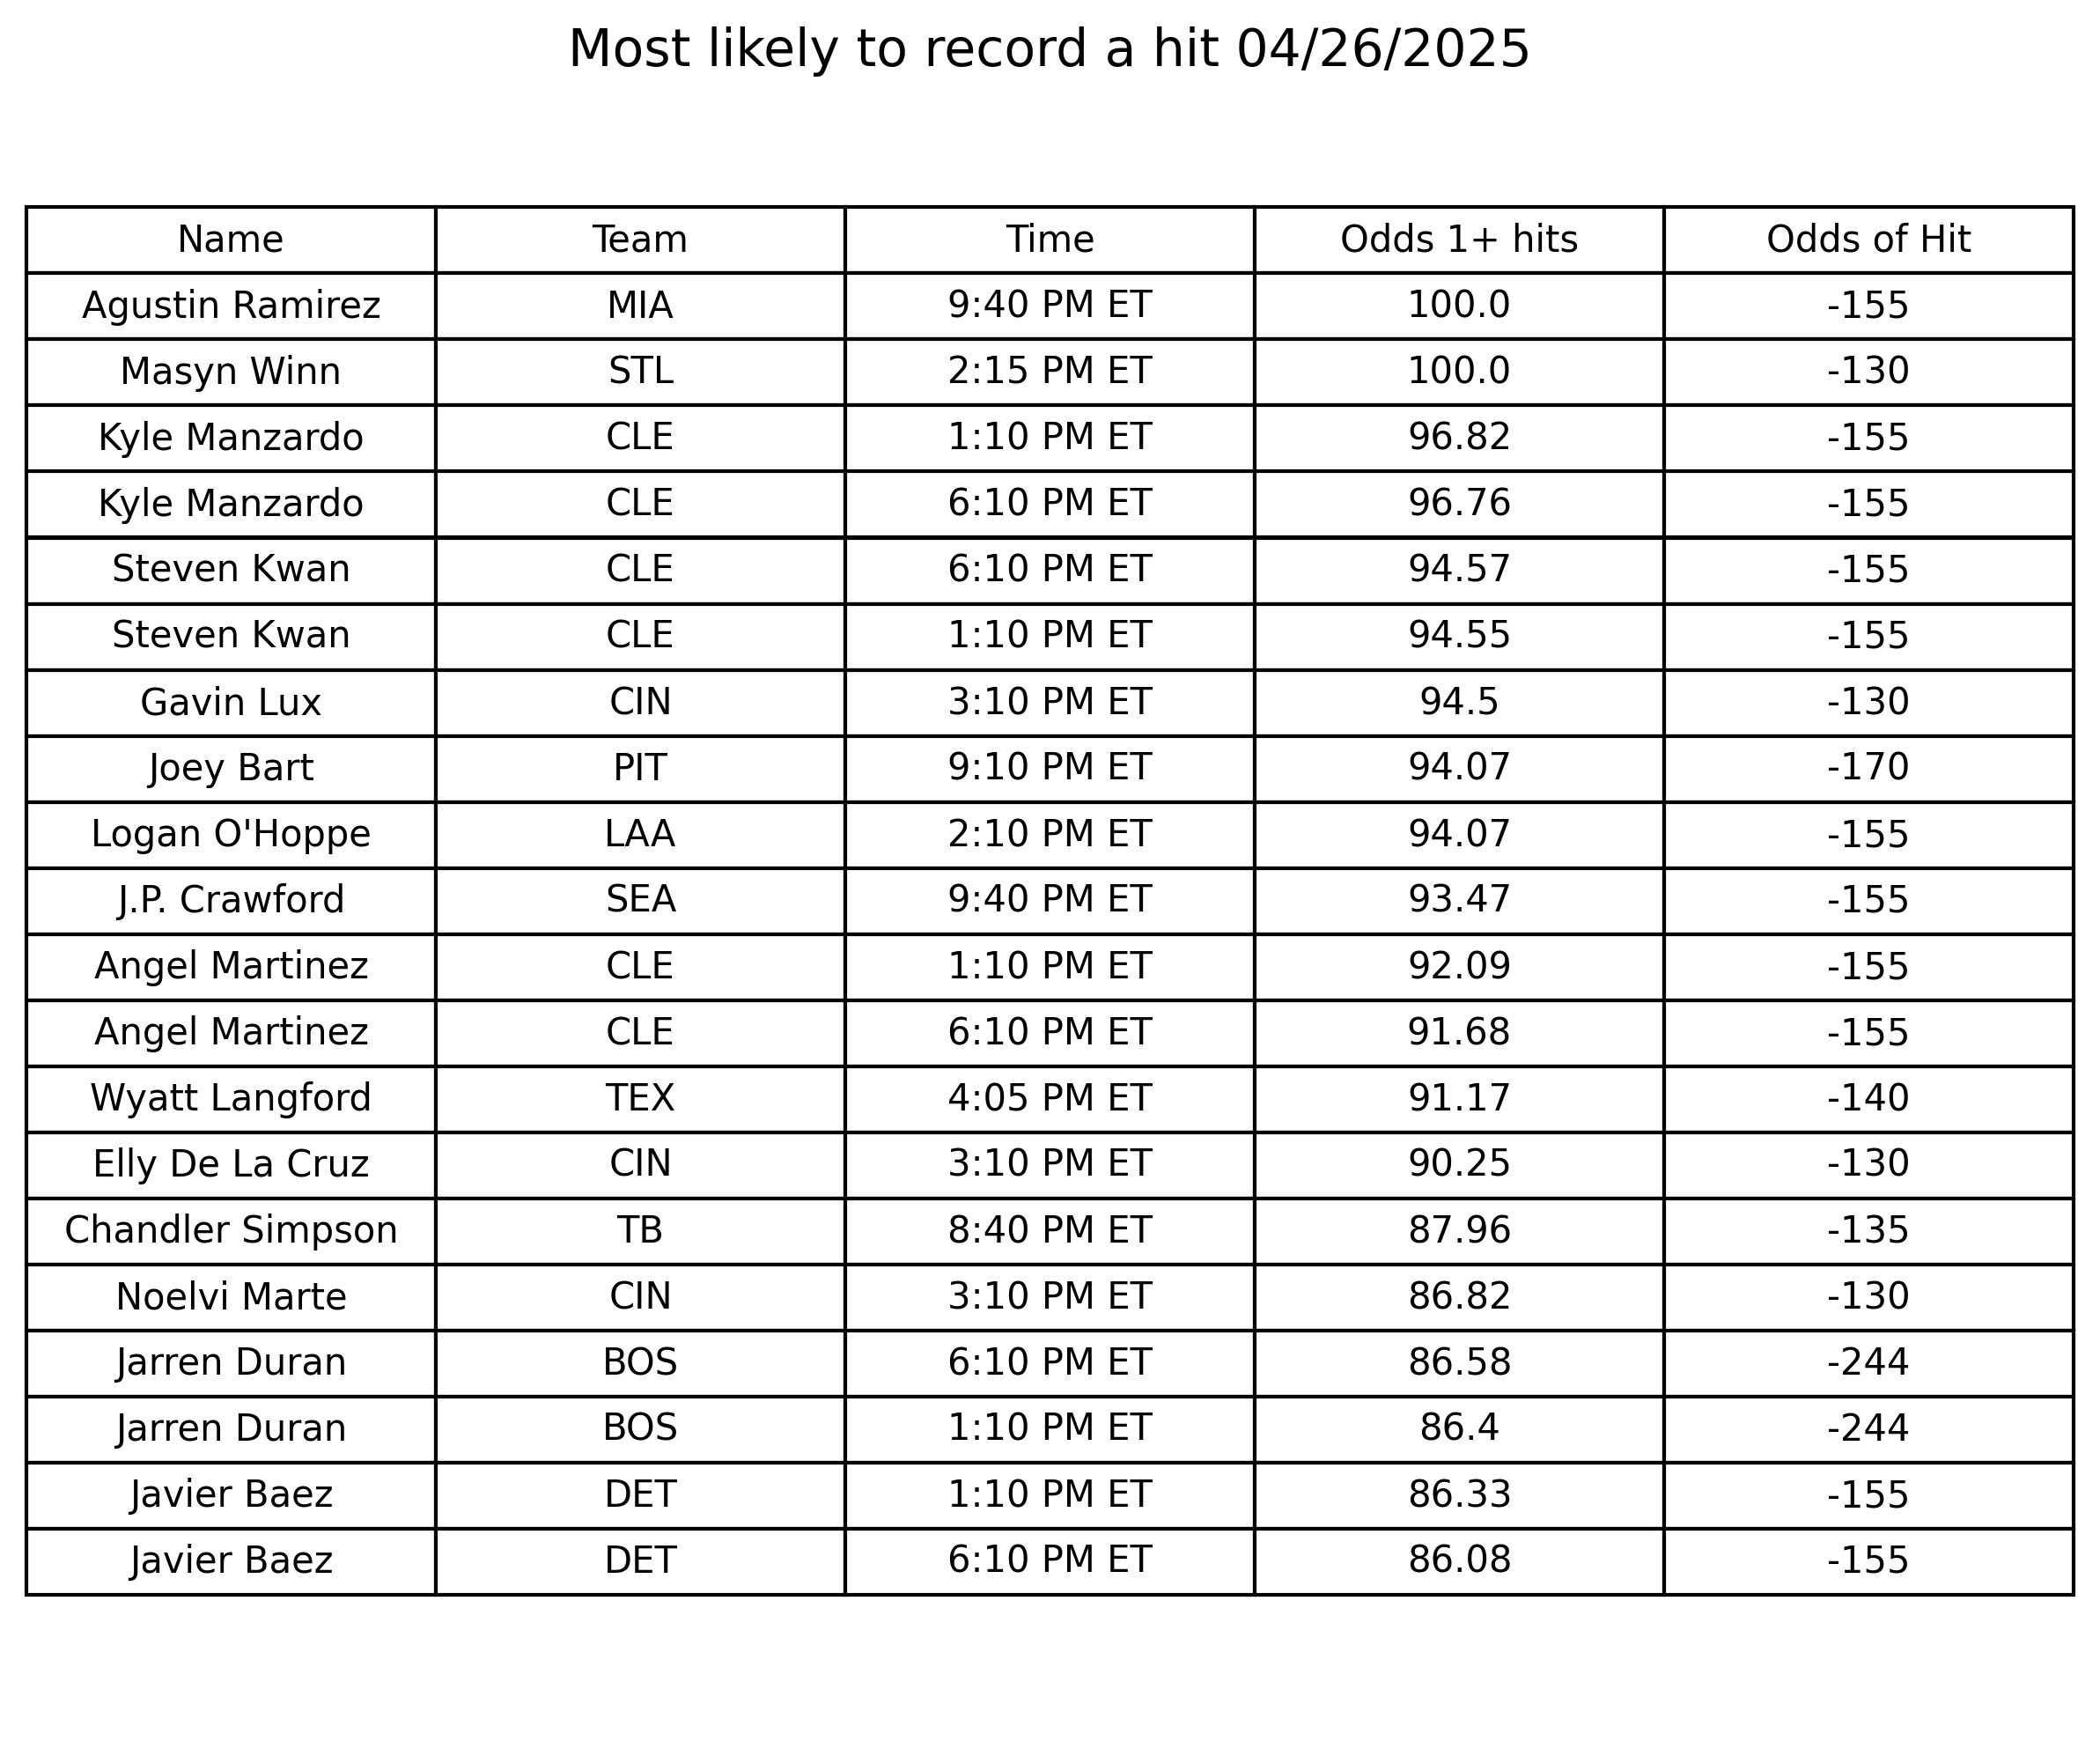 Most likely to record a hit 04/26/2025
Name Team Time Odds 1+ hits Odds of Hit
Agustin Ramirez MIA 9:40 PM ET 100.0 -155
Masyn Winn STL 2:15 PM ET 100.0 -130
Kyle Manzardo CLE 1:10 PM ET 96.82 -155
Kyle Manzardo CLE 6:10 PM ET 96.76 -155
Steven Kwan CLE 6:10 PM ET 94.57 -155
Steven Kwan CLE 1:10 PM ET 94.55 -155
Gavin Lux CIN 3:10 PM ET 94.5 -130
Joey Bart PIT 9:10 PM ET 94.07 -170
Logan O'Hoppe LAA 2:10 PM ET 94.07 -155
J.P. Crawford SEA 9:40 PM ET 93.47 -155
Angel Martinez CLE 1:10 PM ET 92.09 -155
Angel Martinez CLE 6:10 PM ET 91.68 -155
Wyatt Langford TEX 4:05 PM ET 91.17 -140
Elly De La Cruz CIN 3:10 PM ET 90.25 -130
Chandler Simpson TB 8:40 PM ET 87.96 -135
Noelvi Marte CIN 3:10 PM ET 86.82 -130
Jarren Duran BOS 6:10 PM ET 86.58 -244
Jarren Duran BOS 1:10 PM ET 86.4 -244
Javier Baez DET 1:10 PM ET 86.33 -155
Javier Baez DET 6:10 PM ET 86.08 -155